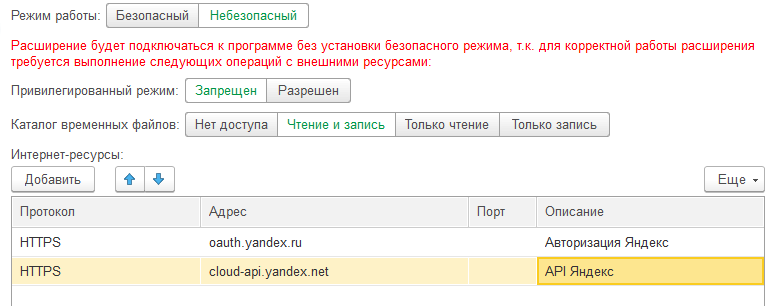 Режим работы: Безопасный Небезопасный
Расширение будет подключаться к программе без установки безопасного режима, т.к. для корректной работы расширения
требуется выполнение следующих операций с внешними ресурсами:
Привилегированный режим: Запрещен Разрешен
Каталог временных файлов: Нет доступа Чтение и запись Только чтение Только запись
Интернет-ресурсы:
Добавить Еще
Протокол Адрес Порт Описание
HTTPS oauth.yandex.ru Авторизация Яндекс
HTTPS cloud-api.yandex.net API Яндекс